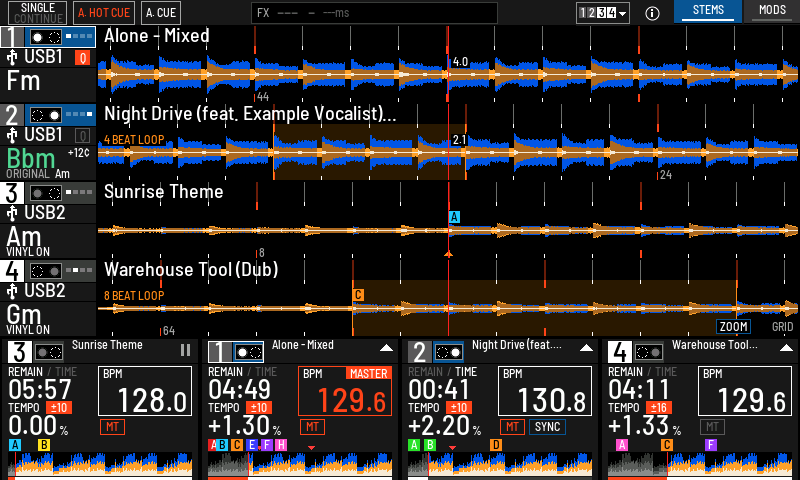 SINGLE
CONTINUE
A. HOT CUE
A. CUE
FX --- - ---ms
1 2 3 4
STEMS
MODS
1
USB1
0
Fm
Alone - Mixed
4.0
44
2
USB1
0
Bbm
+12¢
ORIGINAL Am
Night Drive (feat. Example Vocalist)...
4 BEAT LOOP
2.1
24
3
USB2
Am
VINYL ON
Sunrise Theme
A
8
4
USB2
Gm
VINYL ON
Warehouse Tool (Dub)
8 BEAT LOOP
C
64
ZOOM
GRID
3
Sunrise Theme
REMAIN / TIME
05:57
TEMPO ±10
0.00 %
BPM
128.0
MT
A B
1
Alone - Mixed
REMAIN / TIME
04:49
TEMPO ±10
+1.30 %
BPM
MASTER
129.6
MT
A B C E F H
2
Night Drive (feat....
REMAIN / TIME
00:41
TEMPO ±10
+2.20 %
BPM
130.8
MT
SYNC
A B D
4
Warehouse Tool...
REMAIN / TIME
04:11
TEMPO ±16
+1.33 %
BPM
129.6
MT
A C F